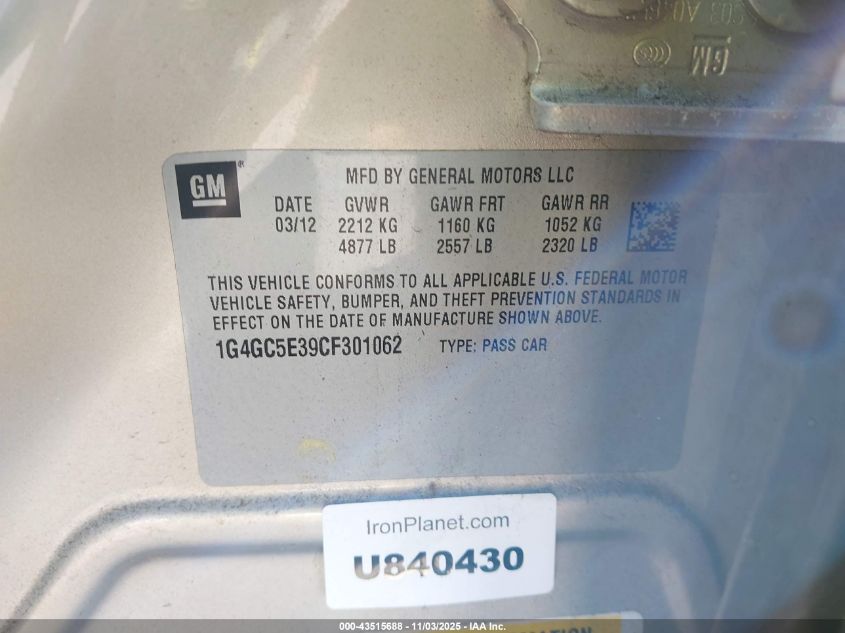 GM
GM®
MFD BY GENERAL MOTORS LLC
DATE GVWR GAWR FRT GAWR RR
03/12 2212 KG 1160 KG 1052 KG
4877 LB 2557 LB 2320 LB
THIS VEHICLE CONFORMS TO ALL APPLICABLE U.S. FEDERAL MOTOR
VEHICLE SAFETY, BUMPER, AND THEFT PREVENTION STANDARDS IN
EFFECT ON THE DATE OF MANUFACTURE SHOWN ABOVE.
1G4GC5E39CF301062 TYPE: PASS CAR
IronPlanet.com
U840430
000-43515688 - 11/03/2025 - IAA Inc.